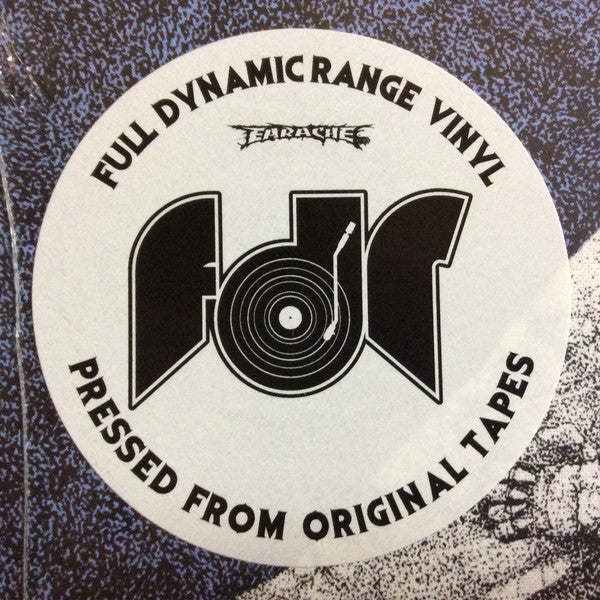 FULL DYNAMIC RANGE VINYL
EARACHE
fdr
PRESSED FROM ORIGINAL TAPES